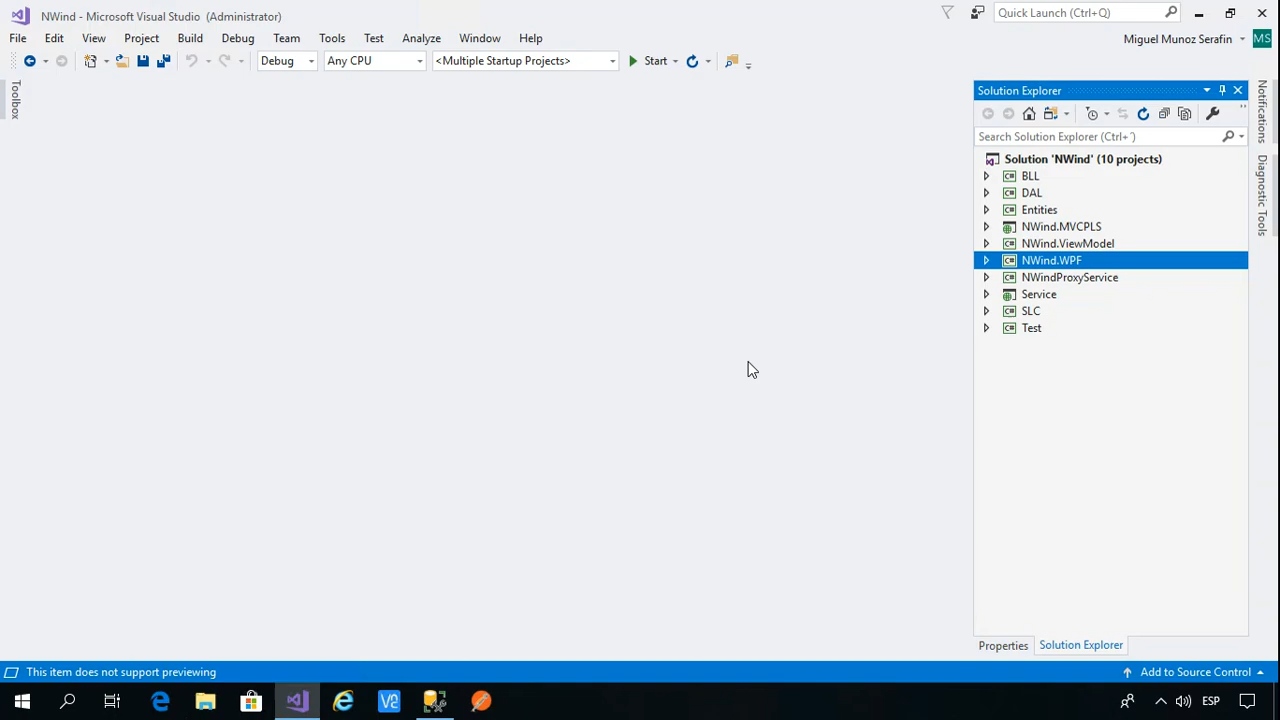 NWind - Microsoft Visual Studio (Administrator)
Quick Launch (Ctrl+Q)
File Edit View Project Build Debug Team Tools Test Analyze Window Help
Miguel Munoz Serafin MS
Debug Any CPU <Multiple Startup Projects> Start
Toolbox
Solution Explorer
Search Solution Explorer (Ctrl+´)
Solution 'NWind' (10 projects)
BLL
DAL
Entities
NWind.MVCPLS
NWind.ViewModel
NWind.WPF
NWindProxyService
Service
SLC
Test
Notifications
Diagnostic Tools
Properties Solution Explorer
This item does not support previewing
Add to Source Control
ESP